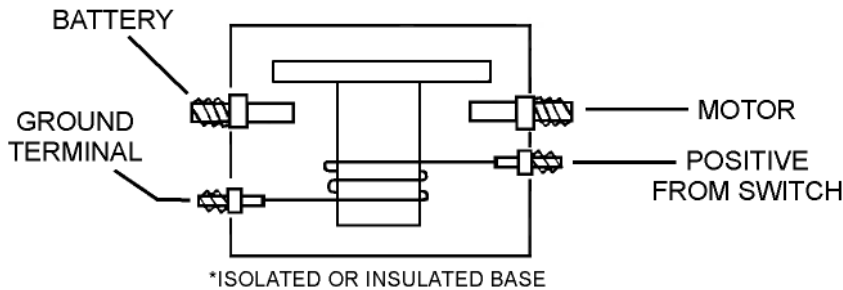 BATTERY
GROUND
TERMINAL
MOTOR
POSITIVE
FROM SWITCH
*ISOLATED OR INSULATED BASE